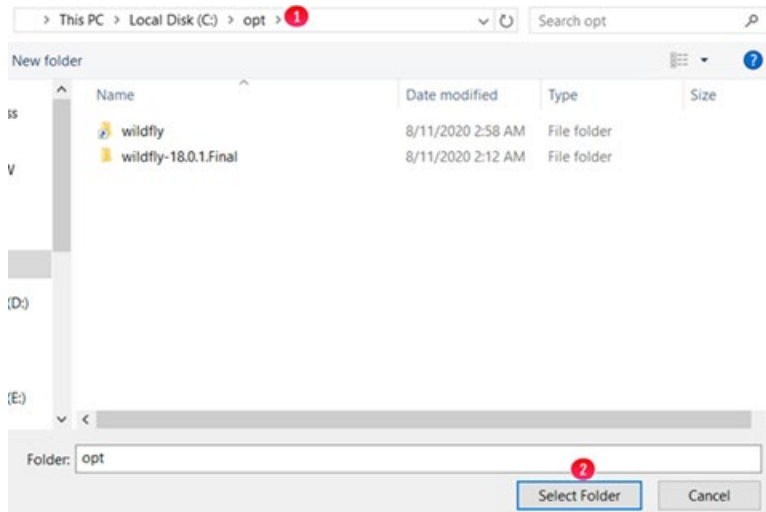 > This PC > Local Disk (C:) > opt > 1 Search opt
New folder ?
Name Date modified Type Size
ss
wildfly 8/11/2020 2:58 AM File folder
wildfly-18.0.1.Final 8/11/2020 2:12 AM File folder
(D:)
(E:)
Folder: opt
2
Select Folder Cancel